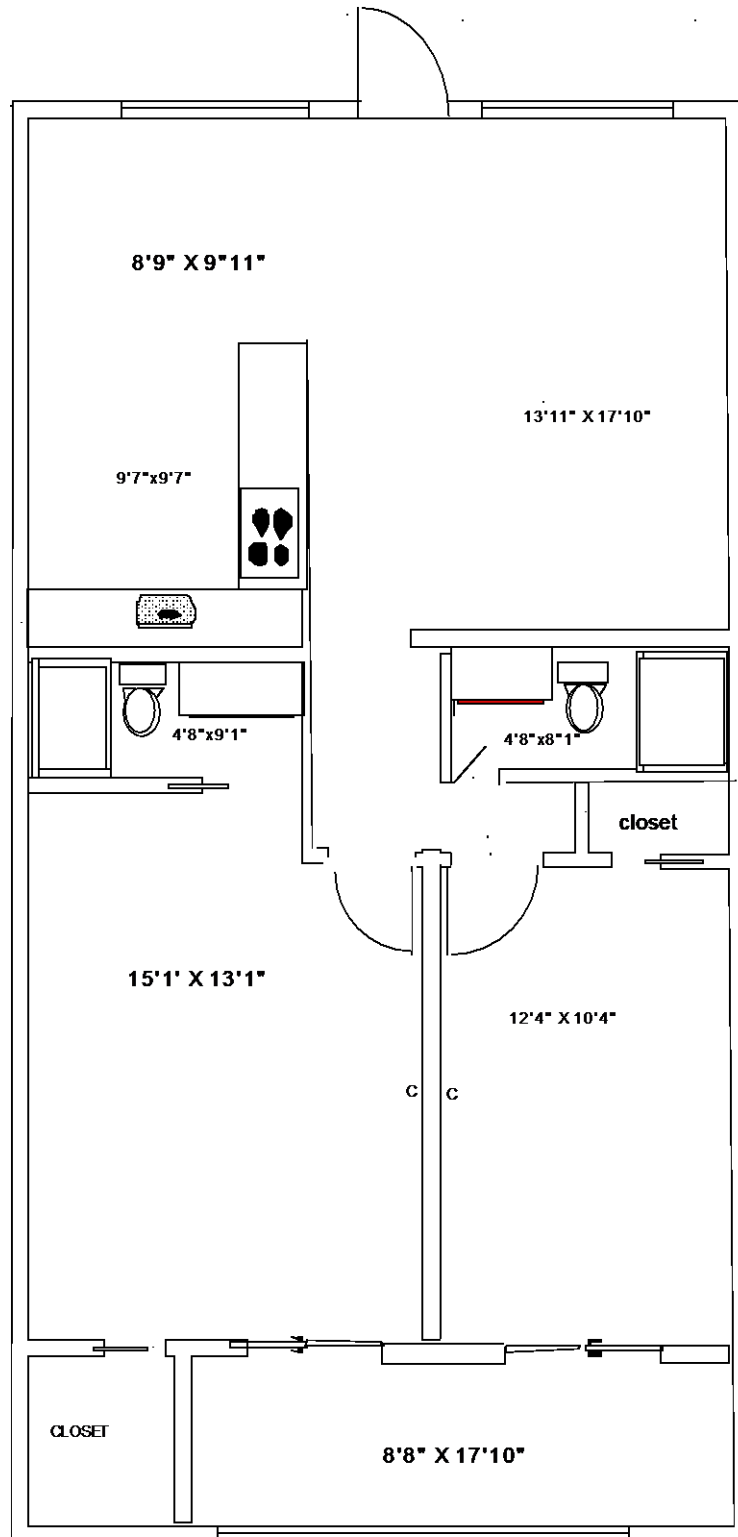 8'9" X 9"11"
13'11" X 17'10"
9'7"x9'7"
4'8"x9'1"
4'8"x8"1"
closet
15'1' X 13'1"
12'4" X 10'4"
C C
CLOSET
8'8" X 17'10"